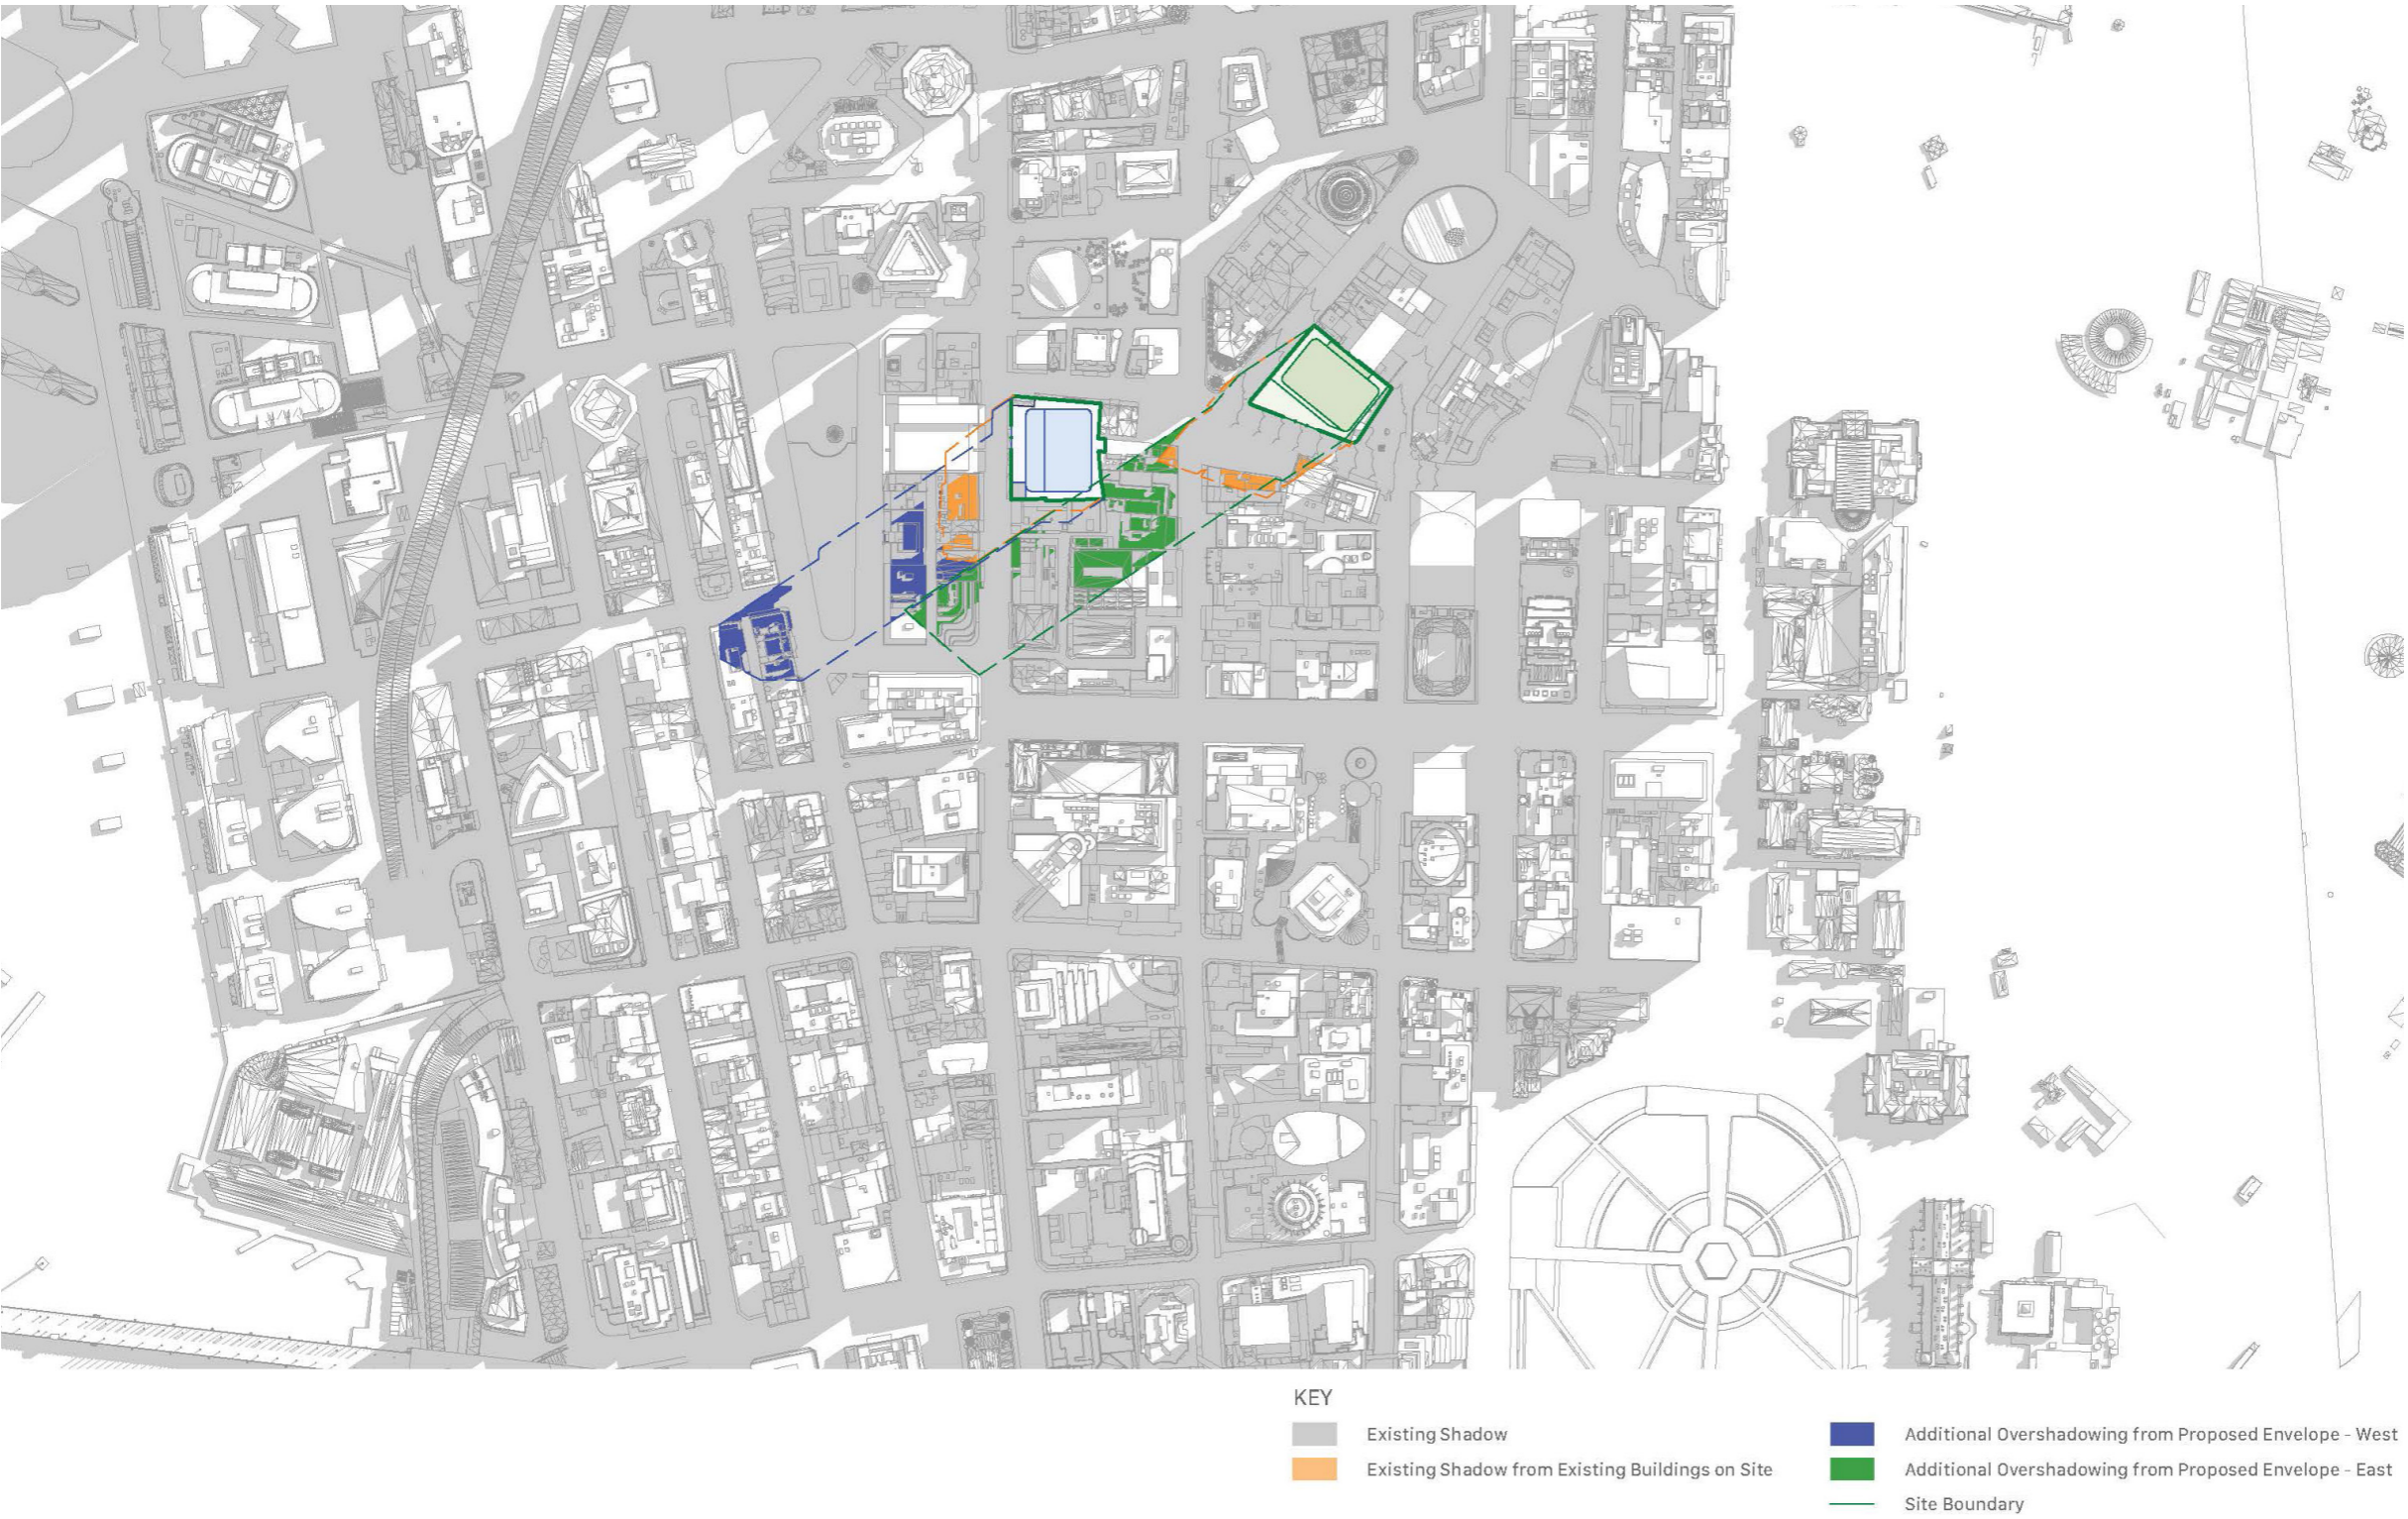 KEY
Existing Shadow
Existing Shadow from Existing Buildings on Site
Additional Overshadowing from Proposed Envelope - West
Additional Overshadowing from Proposed Envelope - East
Site Boundary